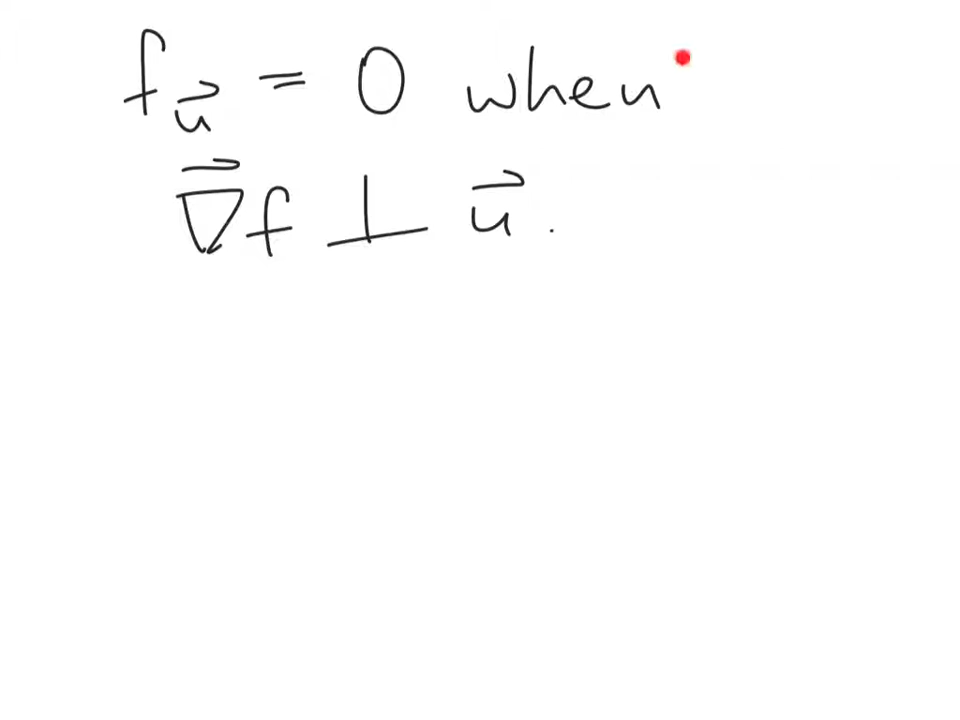 f_u⃗ = 0 when
∇⃗f ⊥ u⃗.